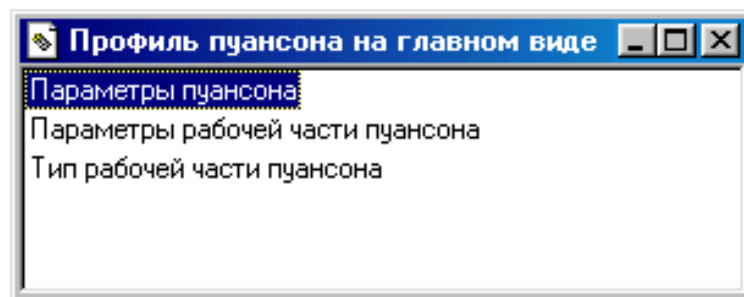 Профиль пуансона на главном виде
Параметры пуансона
Параметры рабочей части пуансона
Тип рабочей части пуансона